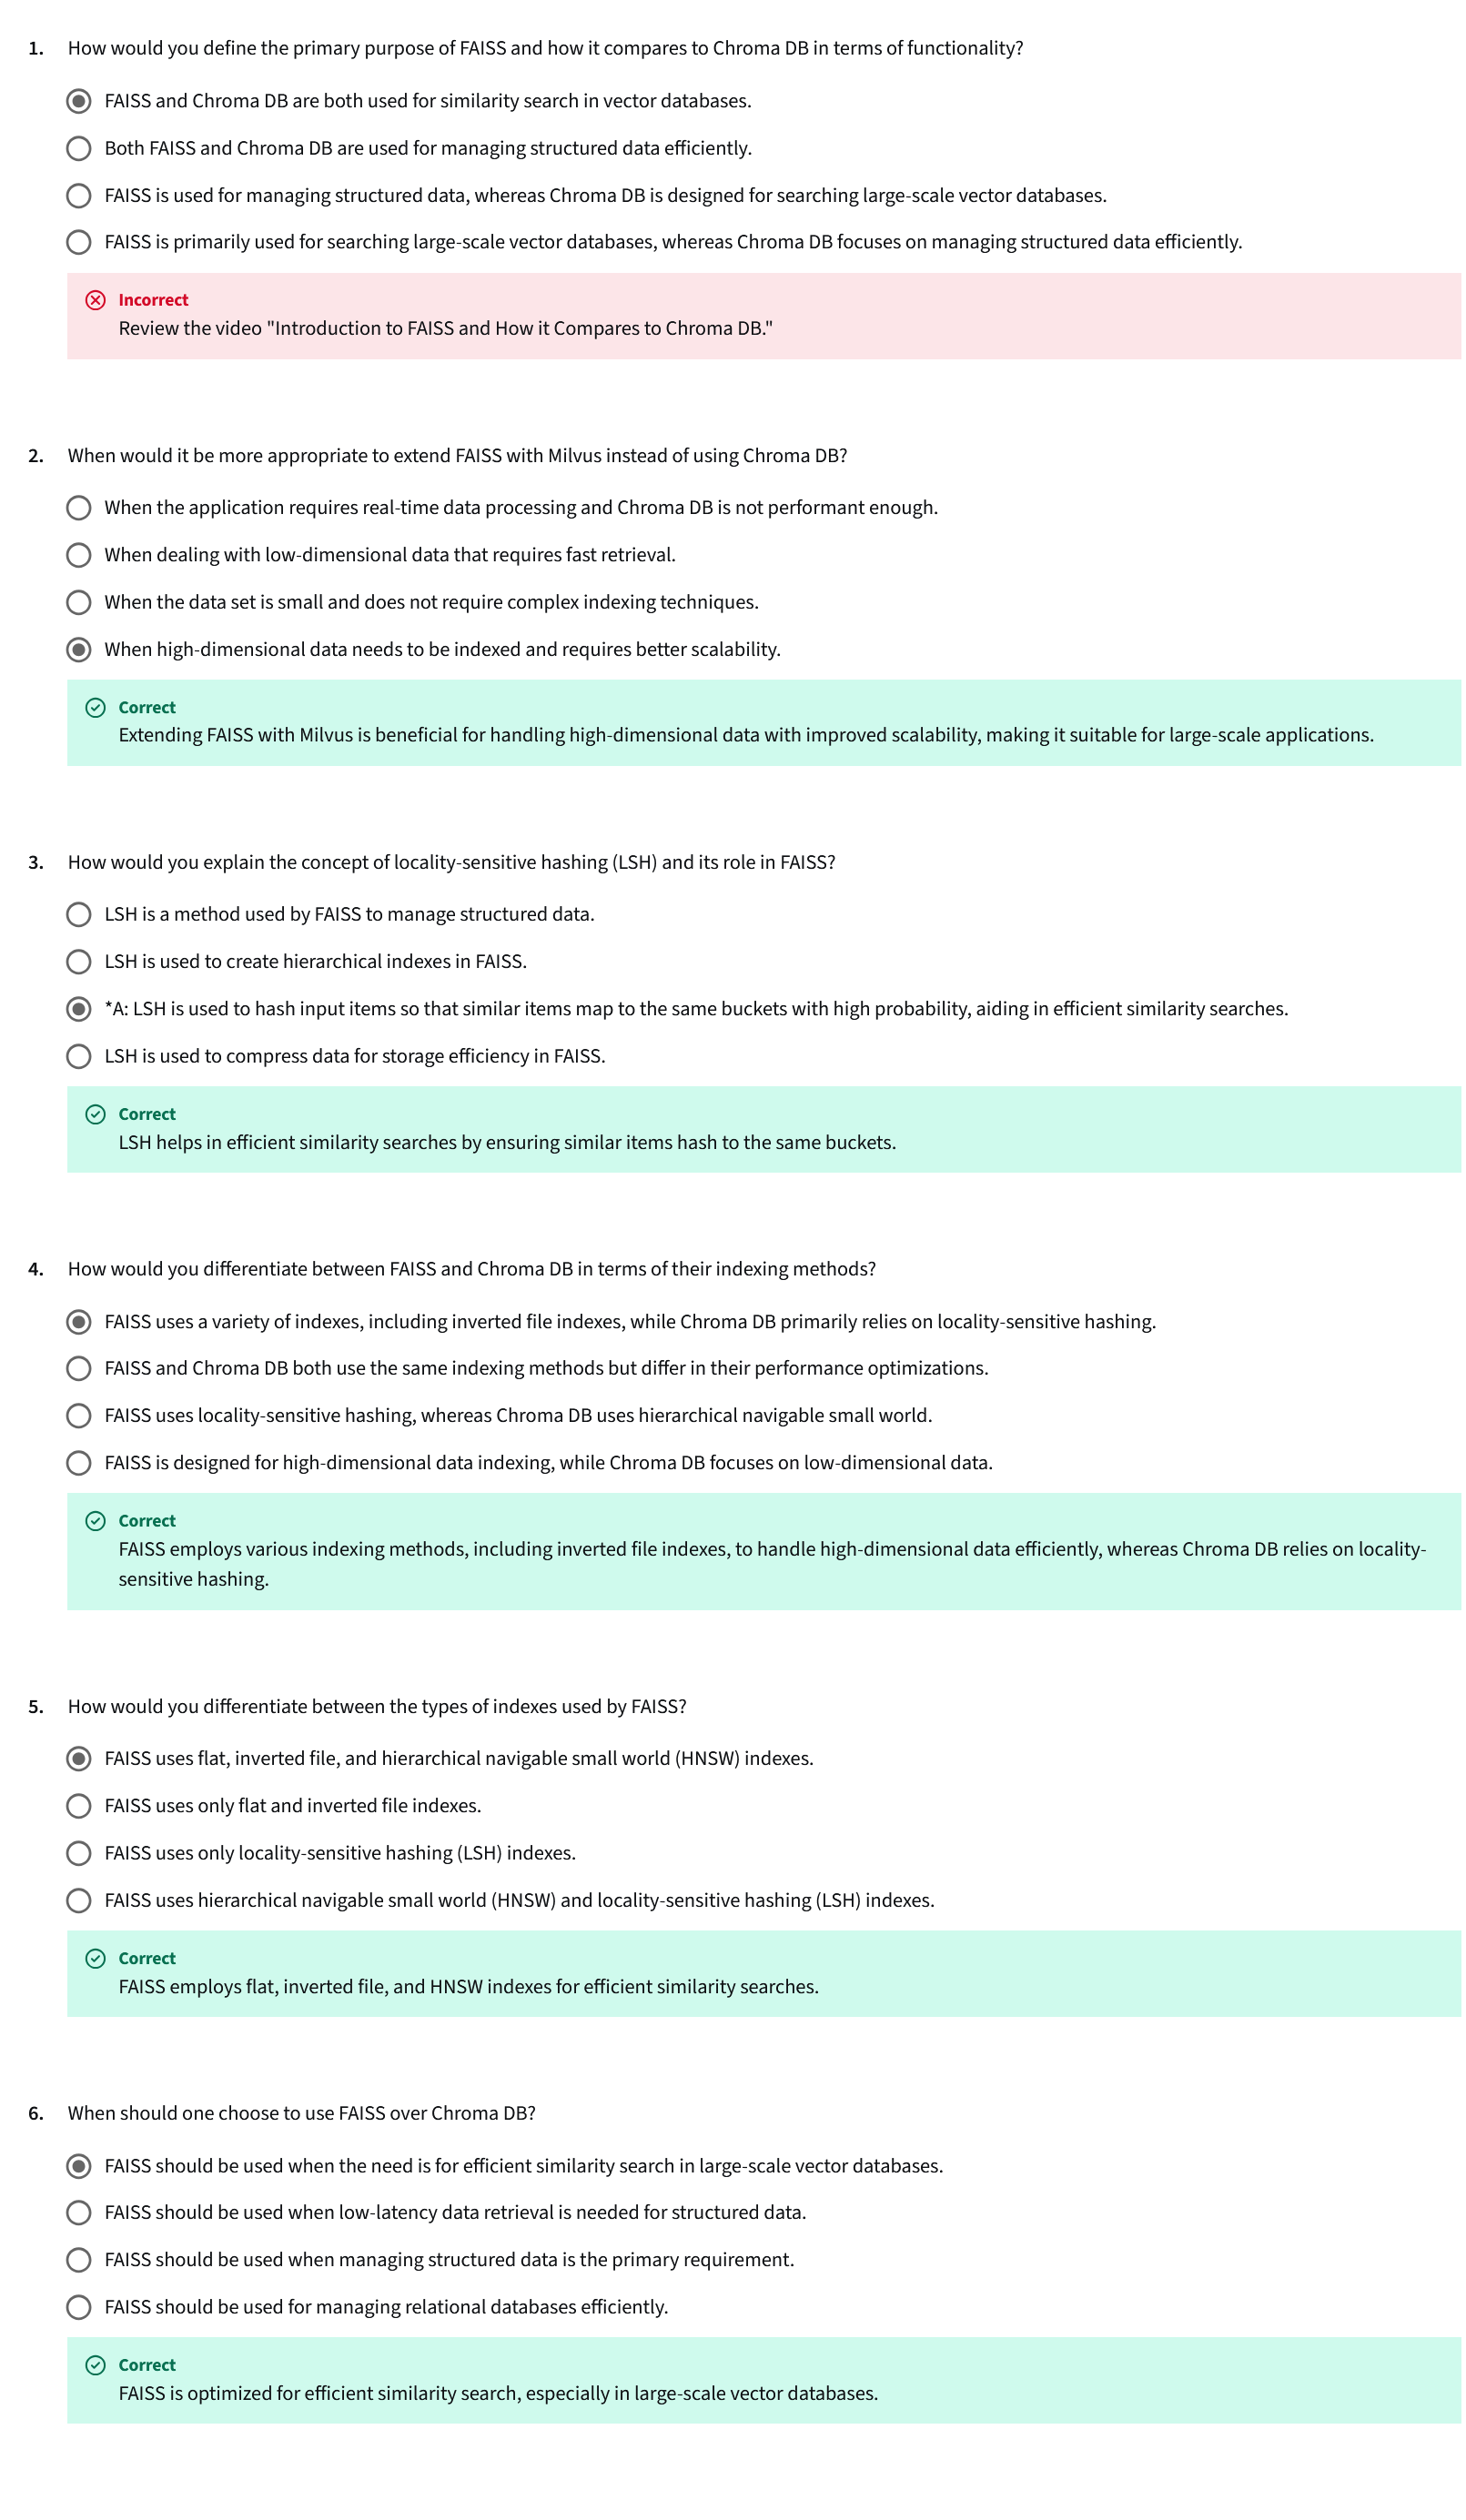 1. How would you define the primary purpose of FAISS and how it compares to Chroma DB in terms of functionality?
FAISS and Chroma DB are both used for similarity search in vector databases.
Both FAISS and Chroma DB are used for managing structured data efficiently.
FAISS is used for managing structured data, whereas Chroma DB is designed for searching large-scale vector databases.
FAISS is primarily used for searching large-scale vector databases, whereas Chroma DB focuses on managing structured data efficiently.
Incorrect
Review the video "Introduction to FAISS and How it Compares to Chroma DB."
2. When would it be more appropriate to extend FAISS with Milvus instead of using Chroma DB?
When the application requires real-time data processing and Chroma DB is not performant enough.
When dealing with low-dimensional data that requires fast retrieval.
When the data set is small and does not require complex indexing techniques.
When high-dimensional data needs to be indexed and requires better scalability.
Correct
Extending FAISS with Milvus is beneficial for handling high-dimensional data with improved scalability, making it suitable for large-scale applications.
3. How would you explain the concept of locality-sensitive hashing (LSH) and its role in FAISS?
LSH is a method used by FAISS to manage structured data.
LSH is used to create hierarchical indexes in FAISS.
*A: LSH is used to hash input items so that similar items map to the same buckets with high probability, aiding in efficient similarity searches.
LSH is used to compress data for storage efficiency in FAISS.
Correct
LSH helps in efficient similarity searches by ensuring similar items hash to the same buckets.
4. How would you differentiate between FAISS and Chroma DB in terms of their indexing methods?
FAISS uses a variety of indexes, including inverted file indexes, while Chroma DB primarily relies on locality-sensitive hashing.
FAISS and Chroma DB both use the same indexing methods but differ in their performance optimizations.
FAISS uses locality-sensitive hashing, whereas Chroma DB uses hierarchical navigable small world.
FAISS is designed for high-dimensional data indexing, while Chroma DB focuses on low-dimensional data.
Correct
FAISS employs various indexing methods, including inverted file indexes, to handle high-dimensional data efficiently, whereas Chroma DB relies on locality-
sensitive hashing.
5. How would you differentiate between the types of indexes used by FAISS?
FAISS uses flat, inverted file, and hierarchical navigable small world (HNSW) indexes.
FAISS uses only flat and inverted file indexes.
FAISS uses only locality-sensitive hashing (LSH) indexes.
FAISS uses hierarchical navigable small world (HNSW) and locality-sensitive hashing (LSH) indexes.
Correct
FAISS employs flat, inverted file, and HNSW indexes for efficient similarity searches.
6. When should one choose to use FAISS over Chroma DB?
FAISS should be used when the need is for efficient similarity search in large-scale vector databases.
FAISS should be used when low-latency data retrieval is needed for structured data.
FAISS should be used when managing structured data is the primary requirement.
FAISS should be used for managing relational databases efficiently.
Correct
FAISS is optimized for efficient similarity search, especially in large-scale vector databases.